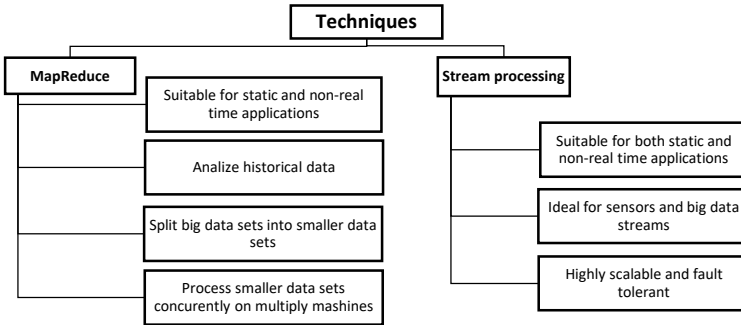 Techniques
MapReduce
Suitable for static and non-real
time applications
Analize historical data
Split big data sets into smaller data
sets
Process smaller data sets
concurently on multiply machines
Stream processing
Suitable for both static and
non-real time applications
Ideal for sensors and big data
streams
Highly scalable and fault
tolerant